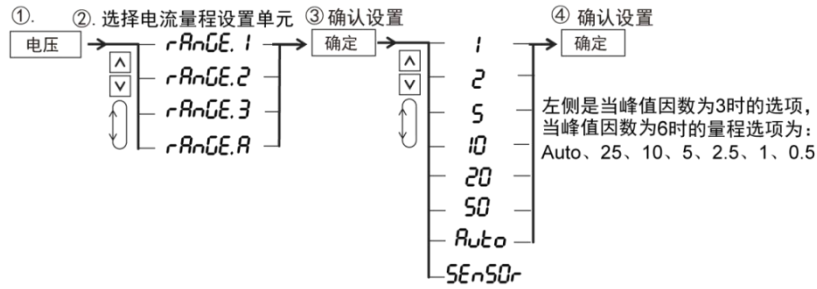 ①.
②. 选择电流量程设置单元
③ 确认设置
④ 确认设置
电压
rAnGE.1
rAnGE.2
rAnGE.3
rAnGE.A
确定
1
2
5
10
20
50
Auto
SEnSOr
确定
左侧是当峰值因数为3时的选项，
当峰值因数为6时的量程选项为：
Auto、25、10、5、2.5、1、0.5